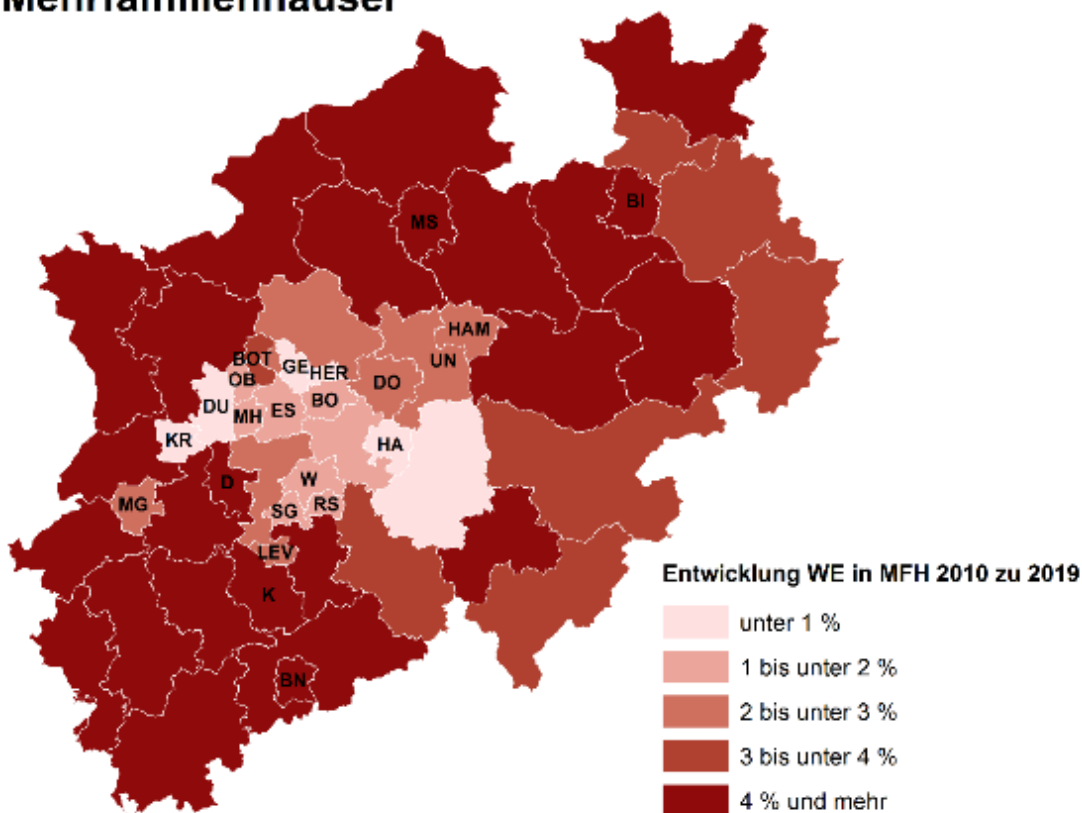 Mehrfamilienhäuser
BI
MS
HAM
BOT
GE
HER
UN
OB
DO
DU
MH
ES
BO
KR
HA
D
W
MG
SG
RS
LEV
K
BN
Entwicklung WE in MFH 2010 zu 2019
unter 1 %
1 bis unter 2 %
2 bis unter 3 %
3 bis unter 4 %
4 % und mehr